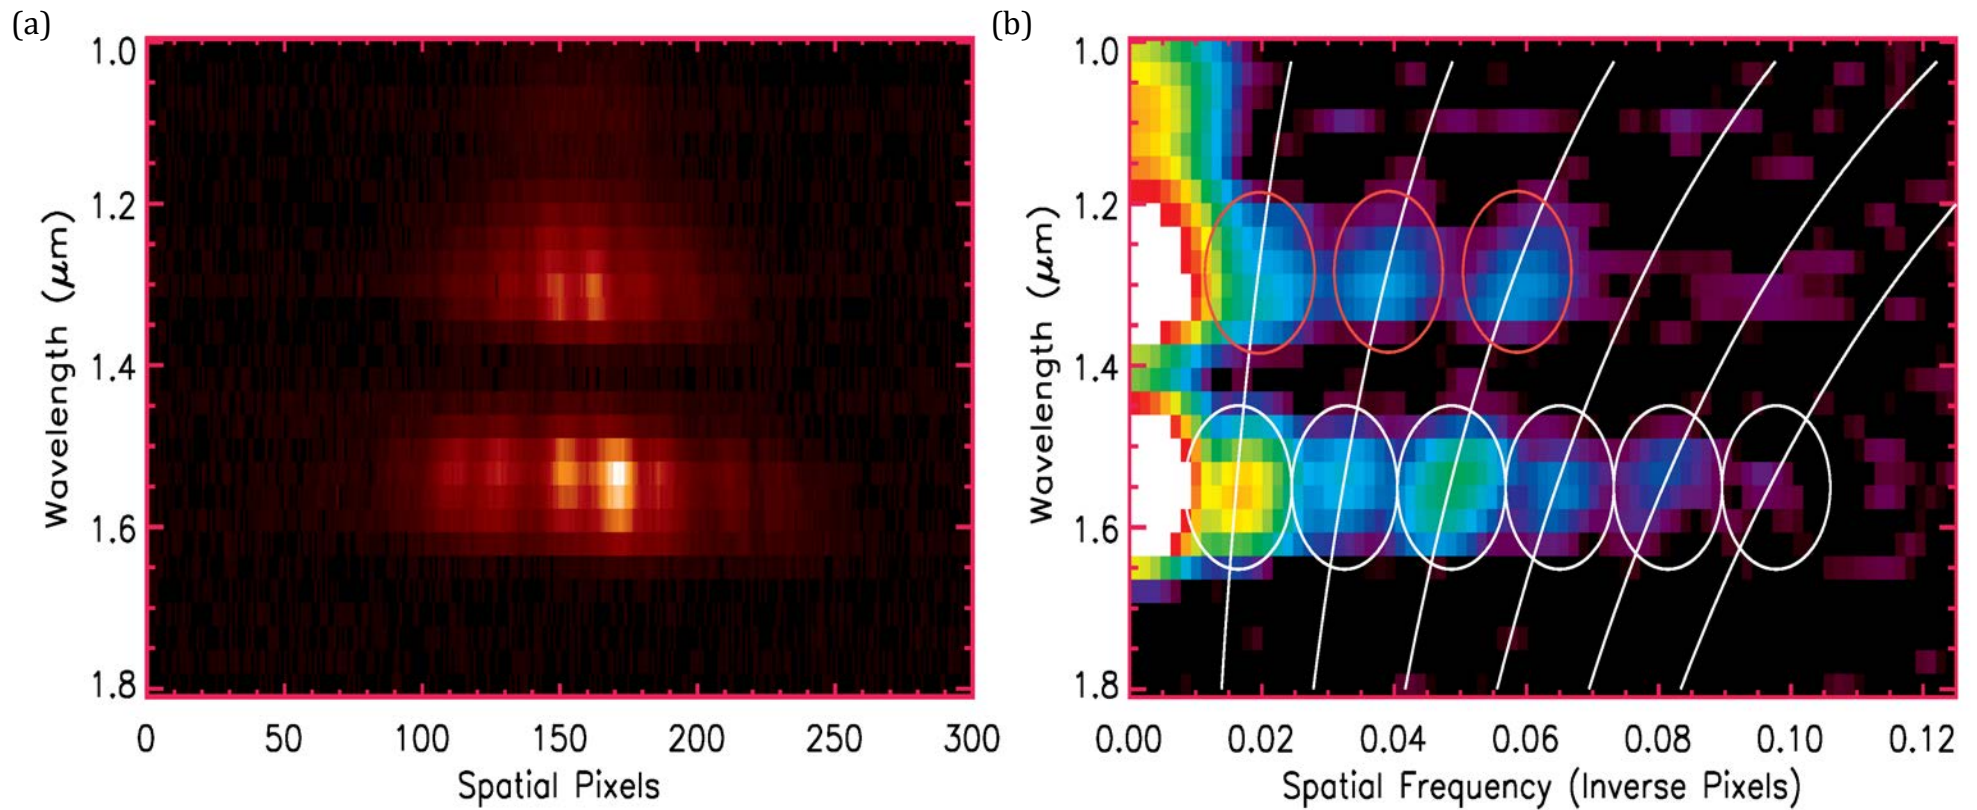 (a)
Wavelength (μm)
1.0
1.2
1.4
1.6
1.8
0 50 100 150 200 250 300
Spatial Pixels
(b)
Wavelength (μm)
1.0
1.2
1.4
1.6
1.8
0.00 0.02 0.04 0.06 0.08 0.10 0.12
Spatial Frequency (Inverse Pixels)